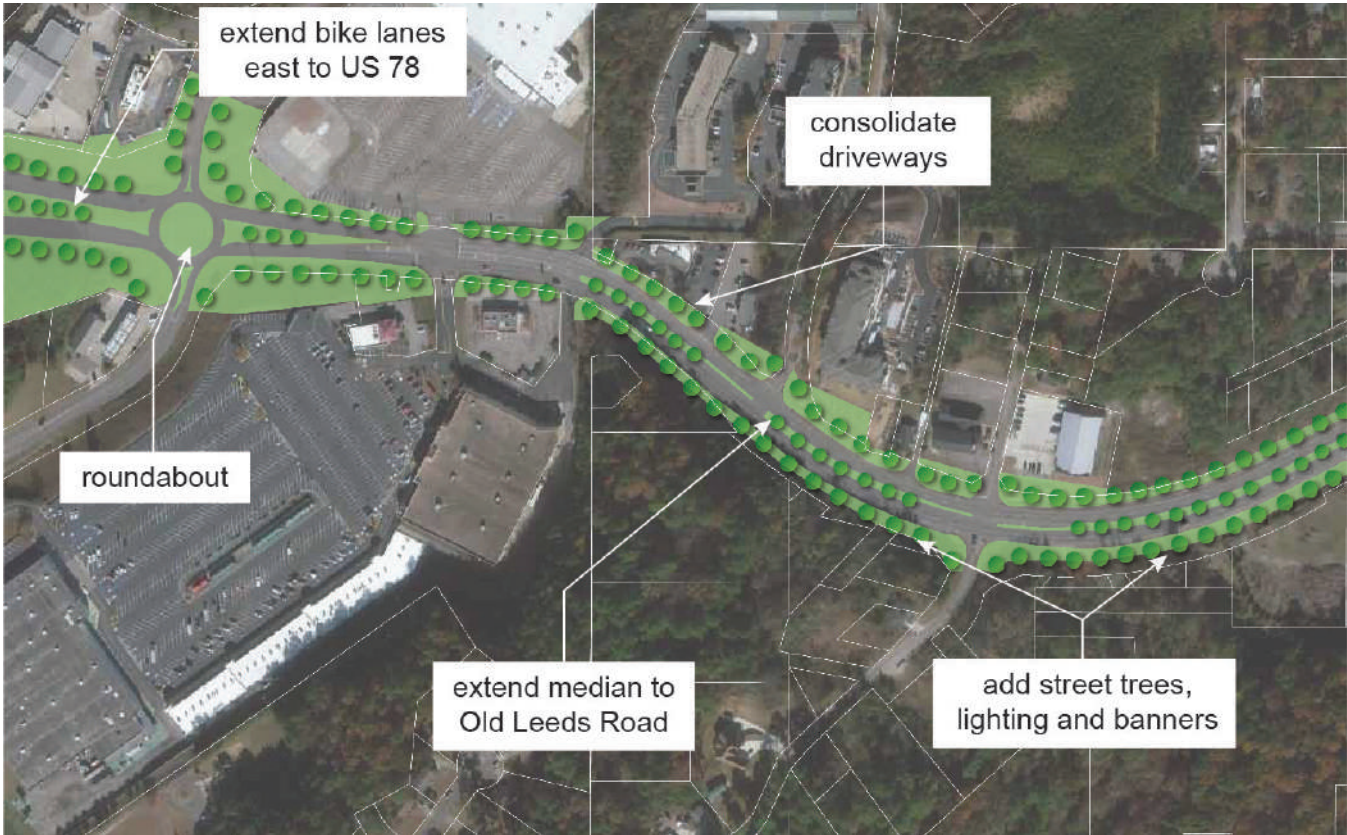 extend bike lanes
east to US 78
consolidate
driveways
roundabout
extend median to
Old Leeds Road
add street trees,
lighting and banners